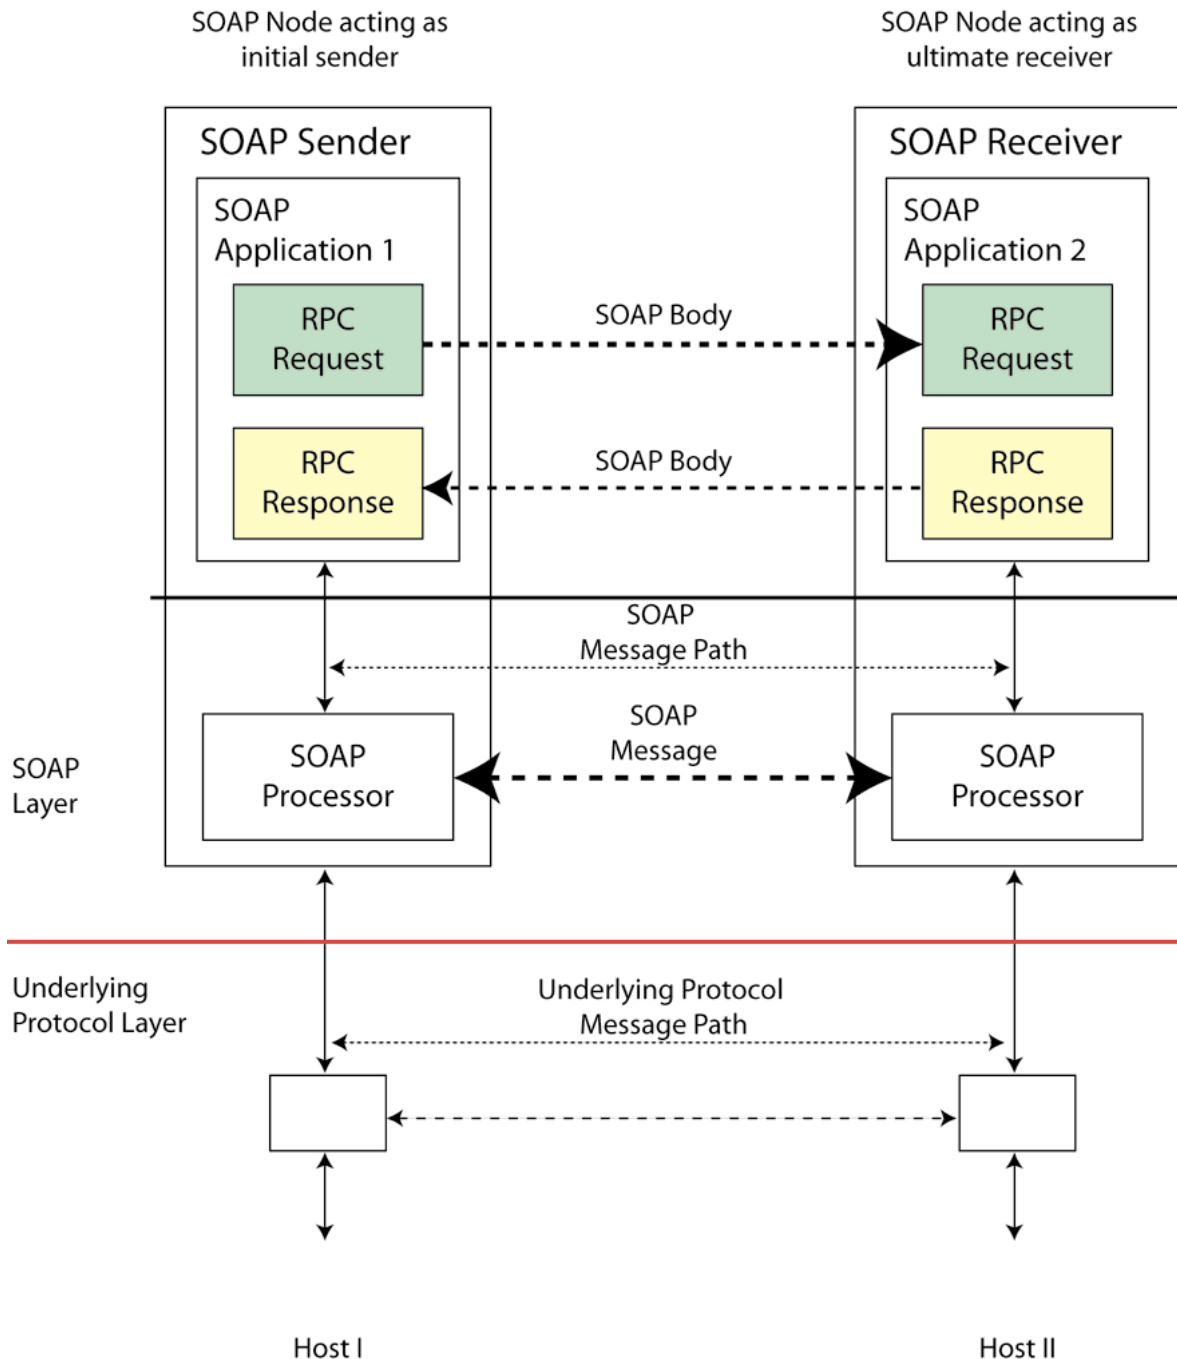 SOAP Node acting as
initial sender
SOAP Node acting as
ultimate receiver
SOAP Sender
SOAP Receiver
SOAP
Application 1
SOAP
Application 2
RPC
Request
SOAP Body
RPC
Request
RPC
Response
SOAP Body
RPC
Response
SOAP
Message Path
SOAP
Layer
SOAP
Processor
SOAP
Message
SOAP
Processor
Underlying
Protocol Layer
Underlying Protocol
Message Path
Host I
Host II